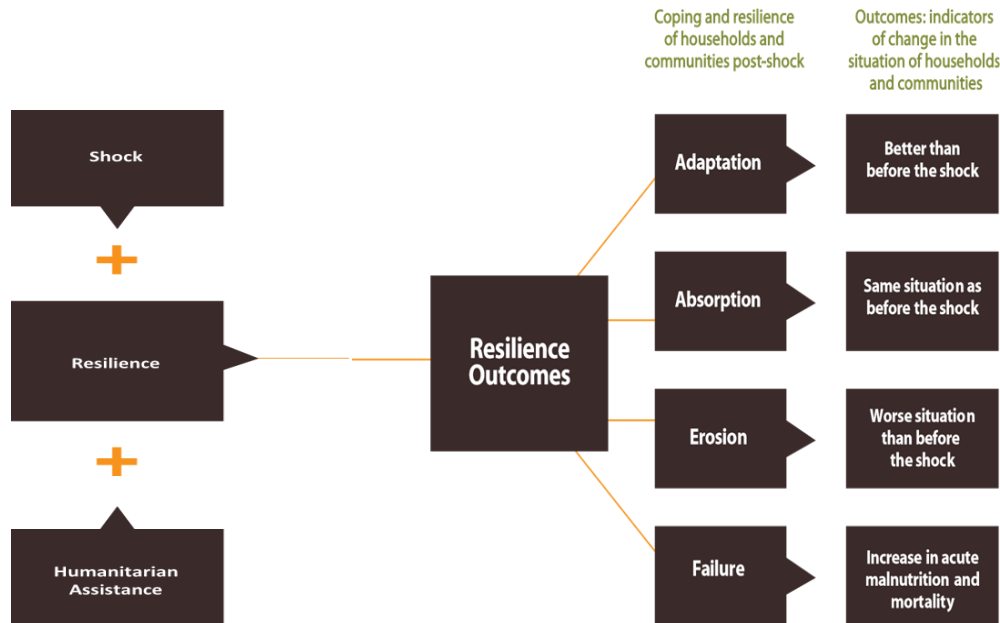 Coping and resilience
of households and
communities post-shock
Outcomes: indicators
of change in the
situation of households
and communities
Shock
+
Resilience
+
Humanitarian
Assistance
Resilience
Outcomes
Adaptation
Better than
before the shock
Absorption
Same situation as
before the shock
Erosion
Worse situation
than before
the shock
Failure
Increase in acute
malnutrition and
mortality